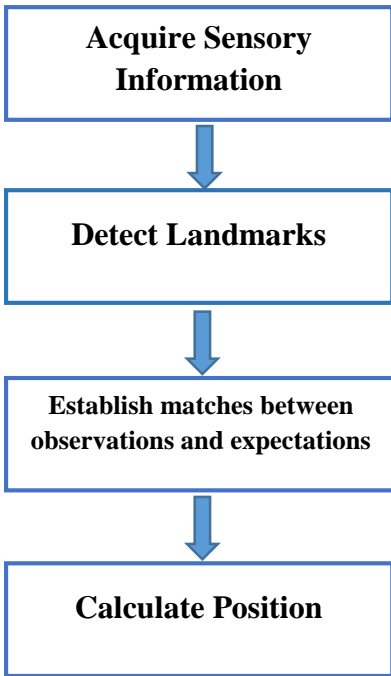 Acquire Sensory
Information
Detect Landmarks
Establish matches between
observations and expectations
Calculate Position